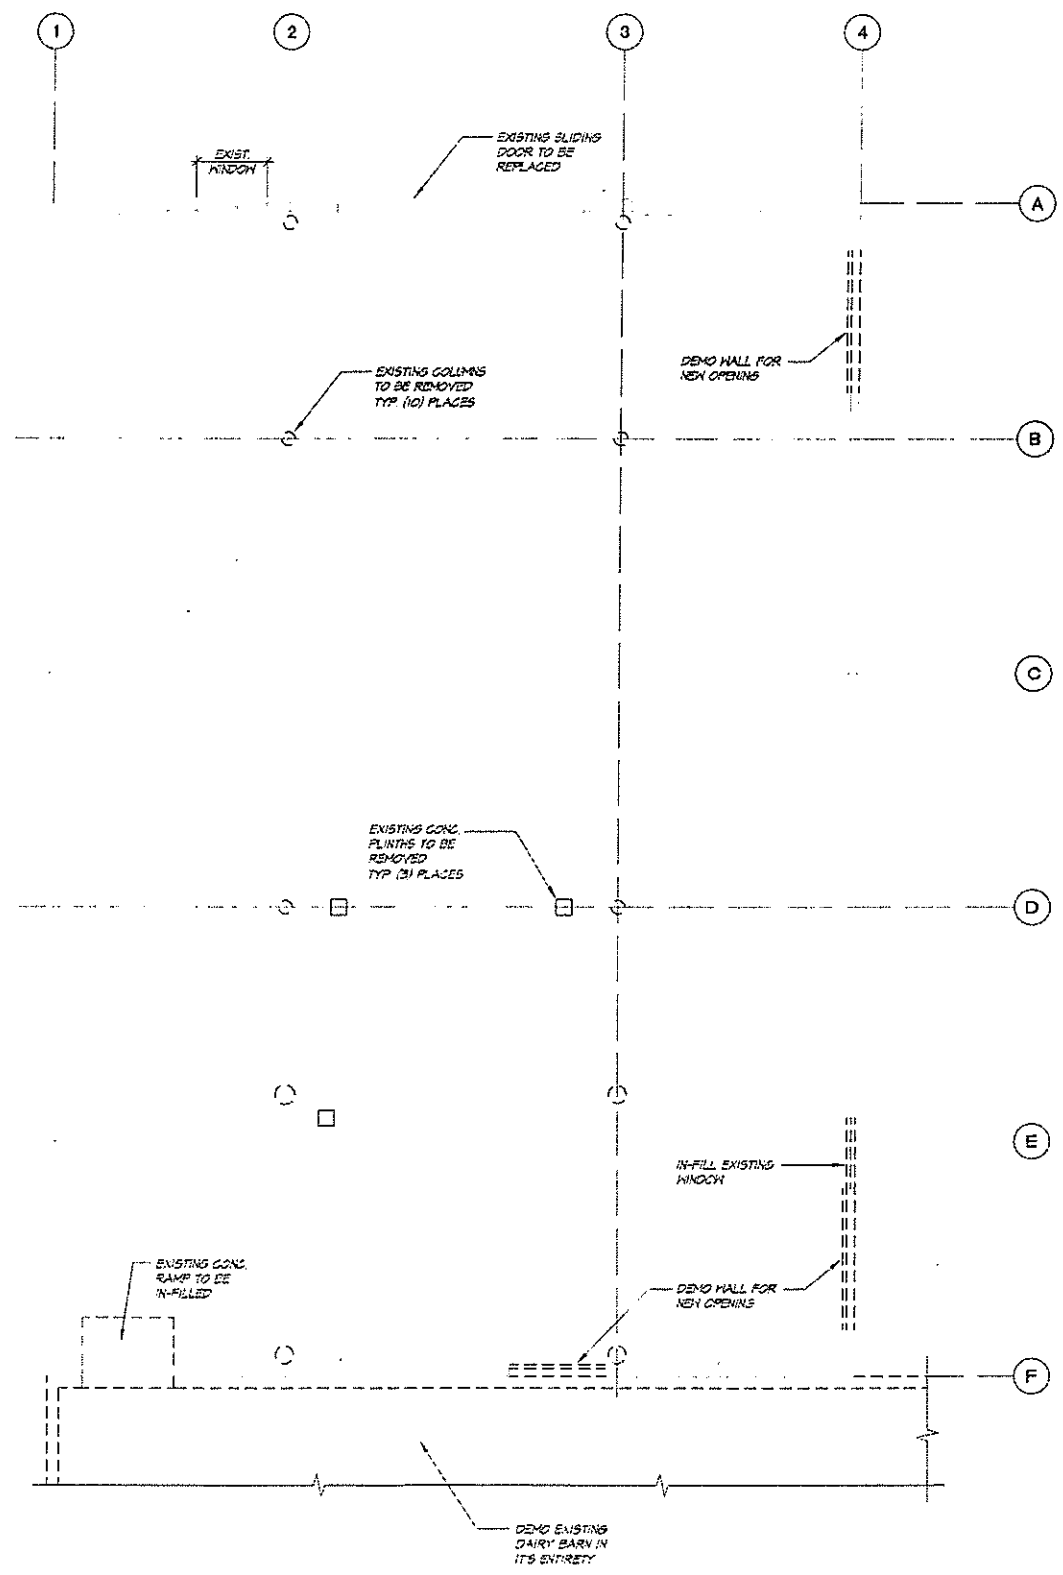 1
2
3
4
EXISTING SLIDING
DOOR TO BE
REPLACED
EXIST.
WINDOW
A
DEMO WALL FOR
NEW OPENING
EXISTING COLUMNS
TO BE REMOVED
TYP. (10) PLACES
B
C
EXISTING CONC.
PLINTHS TO BE
REMOVED
TYP (3) PLACES
D
E
IN-FILL EXISTING
WINDOW
EXISTING CONC.
RAMP TO BE
IN-FILLED
DEMO WALL FOR
NEW OPENING
F
DEMO EXISTING
DAIRY BARN IN
IT'S ENTIRETY